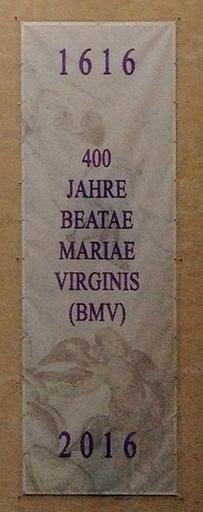 1616
400
JAHRE
BEATAE
MARIAE
VIRGINIS
(BMV)
2016